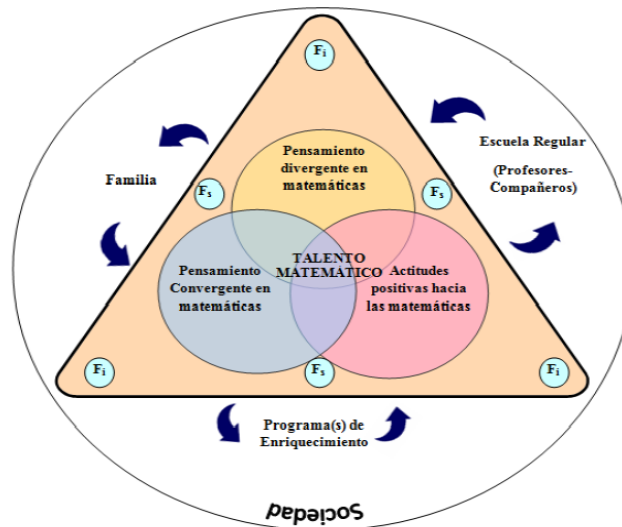 Fi
Escuela Regular
(Profesores-
Compañeros)
Familia
Pensamiento
divergente en
matemáticas
Fs
Fs
TALENTO
MATEMÁTICO
Pensamiento
Convergente en
matemáticas
Actitudes
positivas hacia
las matemáticas
Fi
Fs
Fi
Programa(s) de
Enriquecimiento
Sociedad